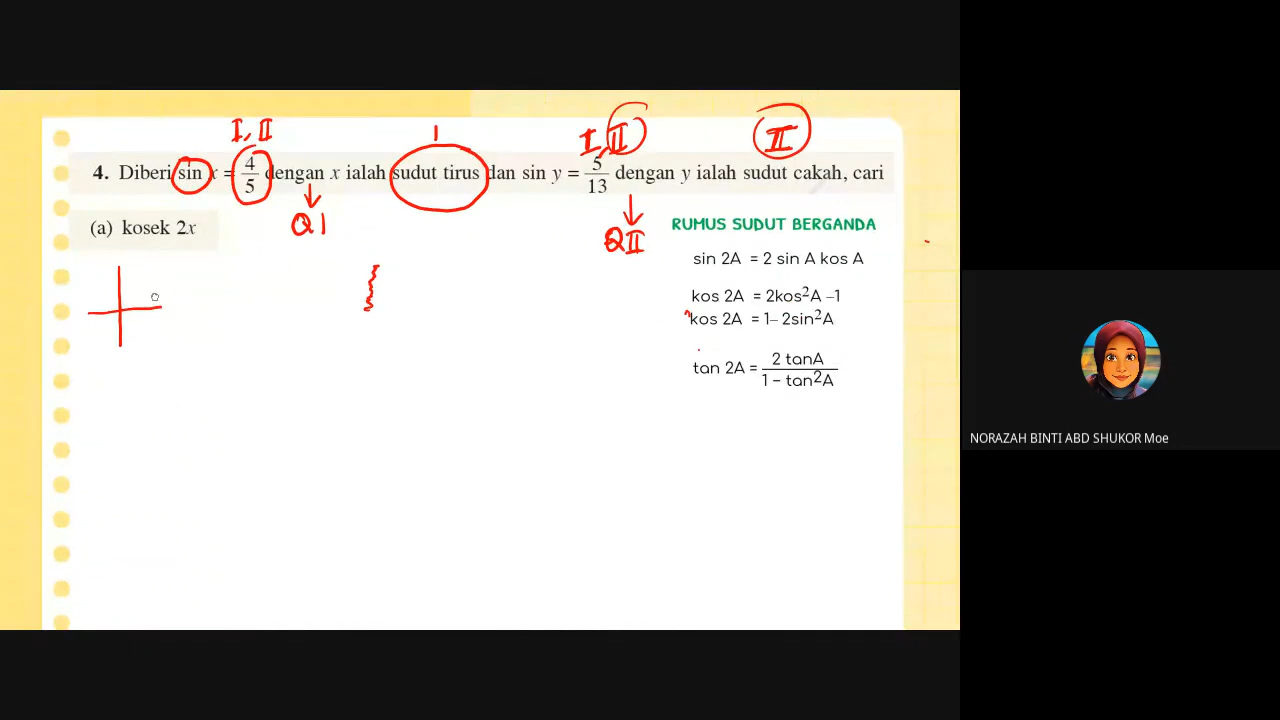 I, II
1
I, II
II
4. Diberi sin x = 4/5 dengan x ialah sudut tirus dan sin y = 5/13 dengan y ialah sudut cakah, cari
Q1
QII
(a) kosek 2x
RUMUS SUDUT BERGANDA
sin 2A = 2 sin A kos A
kos 2A = 2kos²A –1
kos 2A = 1– 2sin²A
tan 2A = 2 tanA / 1 – tan²A
NORAZAH BINTI ABD SHUKOR Moe